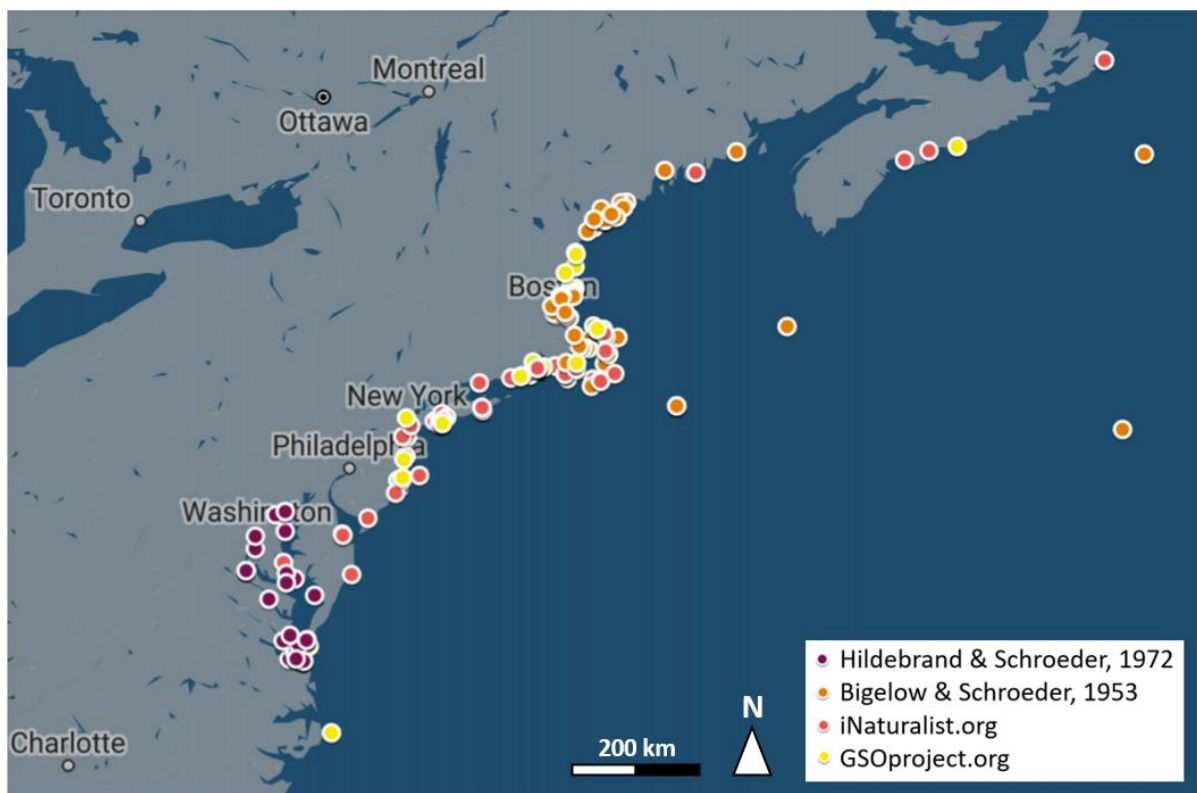 Montreal
Ottawa
Toronto
Boston
New York
Philadelphia
Washington
Charlotte
N
200 km
Hildebrand & Schroeder, 1972
Bigelow & Schroeder, 1953
iNaturalist.org
GSOproject.org